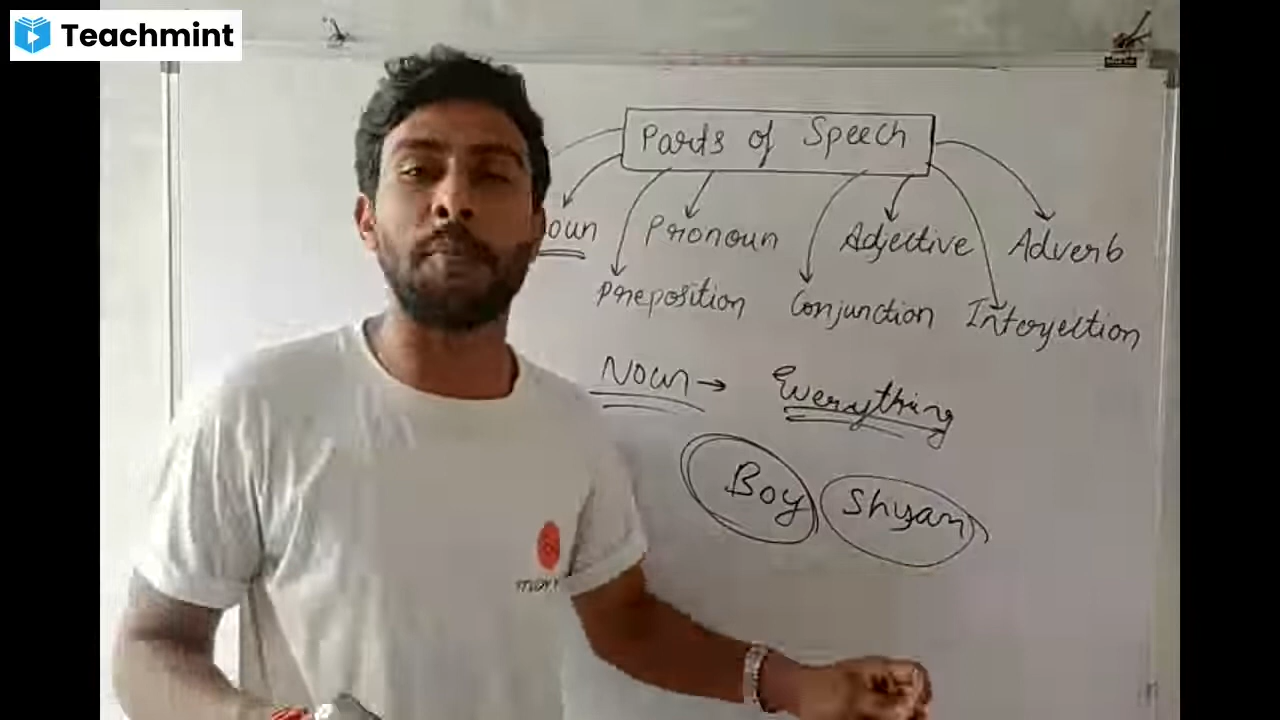 Teachmint
Parts of Speech
oun Pronoun Adjective Adverb
Preposition Conjunction Interjection
Noun → Everything
Boy Shyam